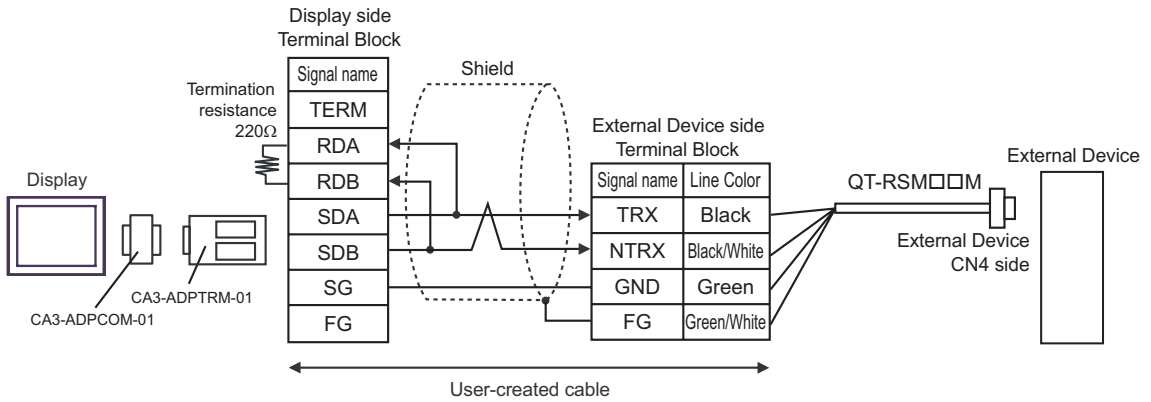 Display side
Terminal Block
Signal name
TERM
RDA
RDB
SDA
SDB
SG
FG
Termination
resistance
220Ω
Shield
Display
CA3-ADPCOM-01
CA3-ADPTRM-01
External Device side
Terminal Block
Signal name Line Color
TRX Black
NTRX Black/White
GND Green
FG Green/White
QT-RSM□□M
External Device
CN4 side
External Device
User-created cable